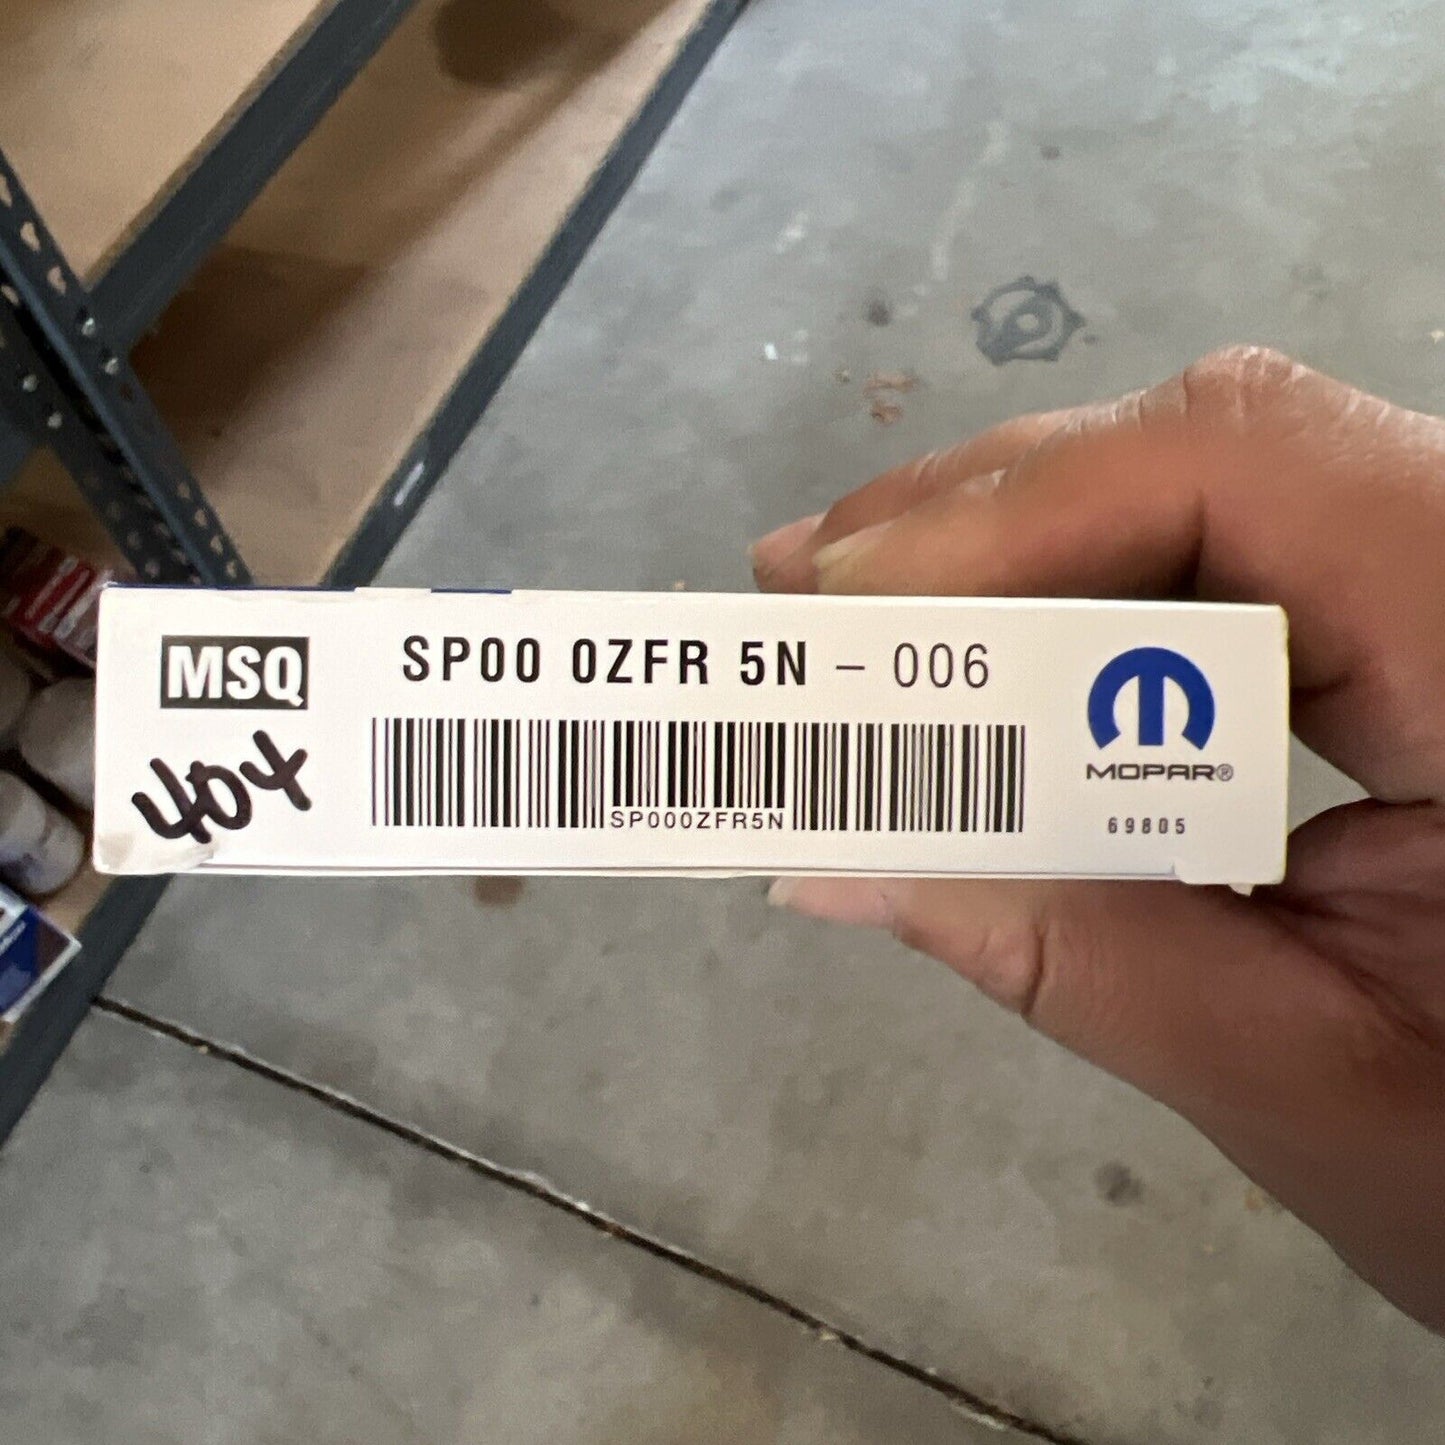 MSQ
SP00 0ZFR 5N – 006
404
SP000ZFR5N
MOPAR®
69805